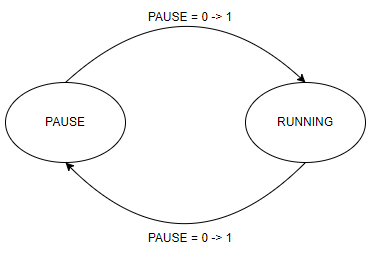 PAUSE = 0 -> 1
PAUSE
RUNNING
PAUSE = 0 -> 1